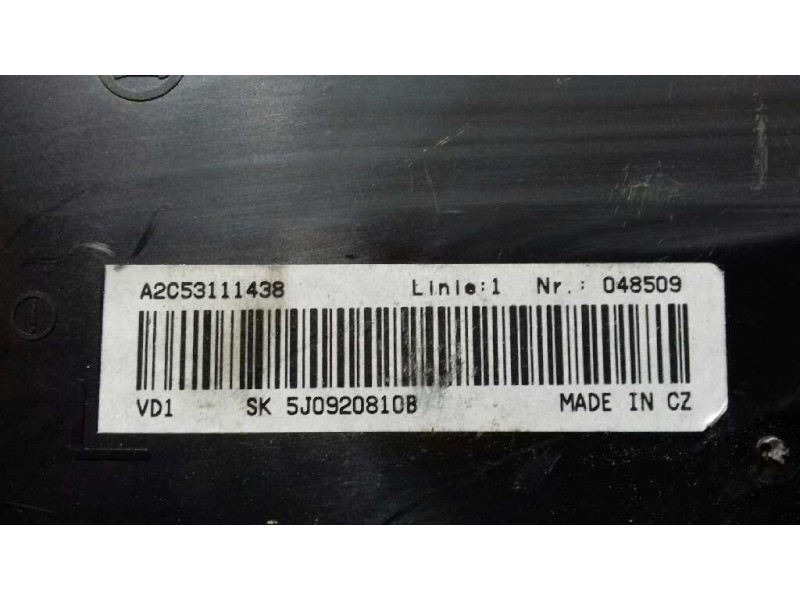 A2C53111438 Linie:1 Nr.: 048509
VD1 SK 5J0920810B MADE IN CZ